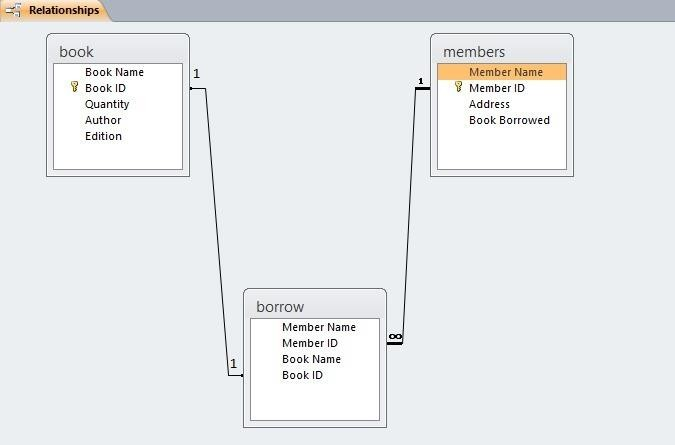 Relationships
book
Book Name
Book ID
Quantity
Author
Edition
1
members
Member Name
Member ID
Address
Book Borrowed
1
borrow
Member Name
Member ID
Book Name
Book ID
1
∞